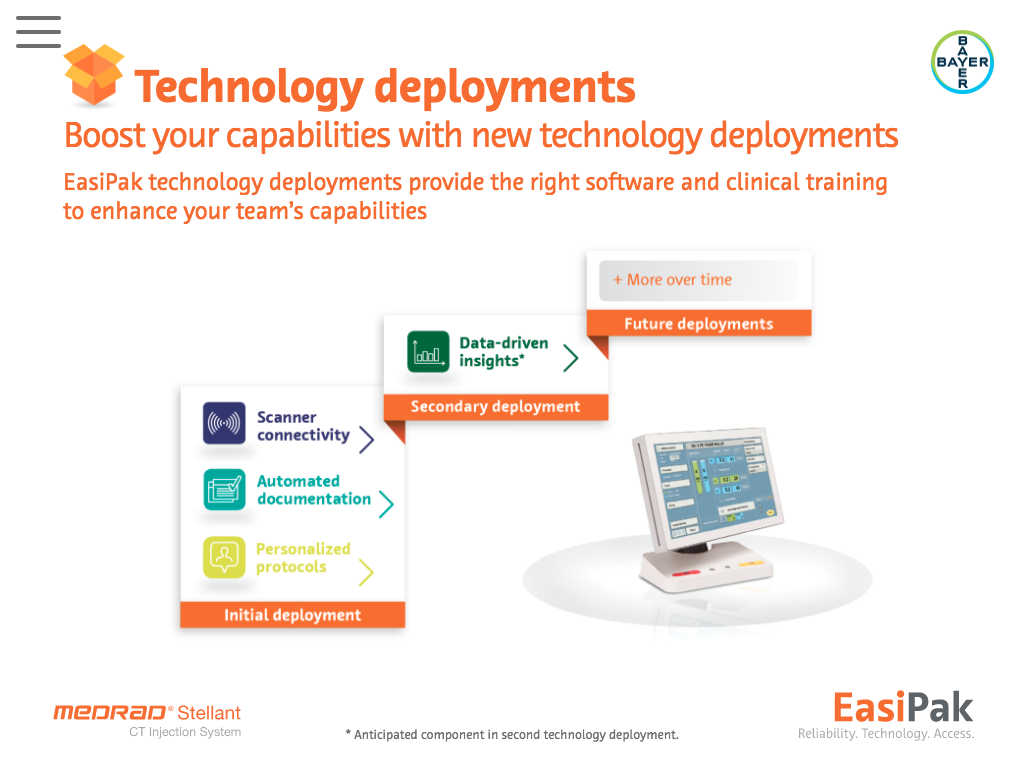 Technology deployments
BAYER
BAYER
Boost your capabilities with new technology deployments
EasiPak technology deployments provide the right software and clinical training
to enhance your team’s capabilities
+ More over time
Future deployments
Data-driven
insights*
Secondary deployment
Scanner
connectivity
Automated
documentation
Personalized
protocols
Initial deployment
MEDRAD® Stellant
CT Injection System
* Anticipated component in second technology deployment.
EasiPak
Reliability. Technology. Access.